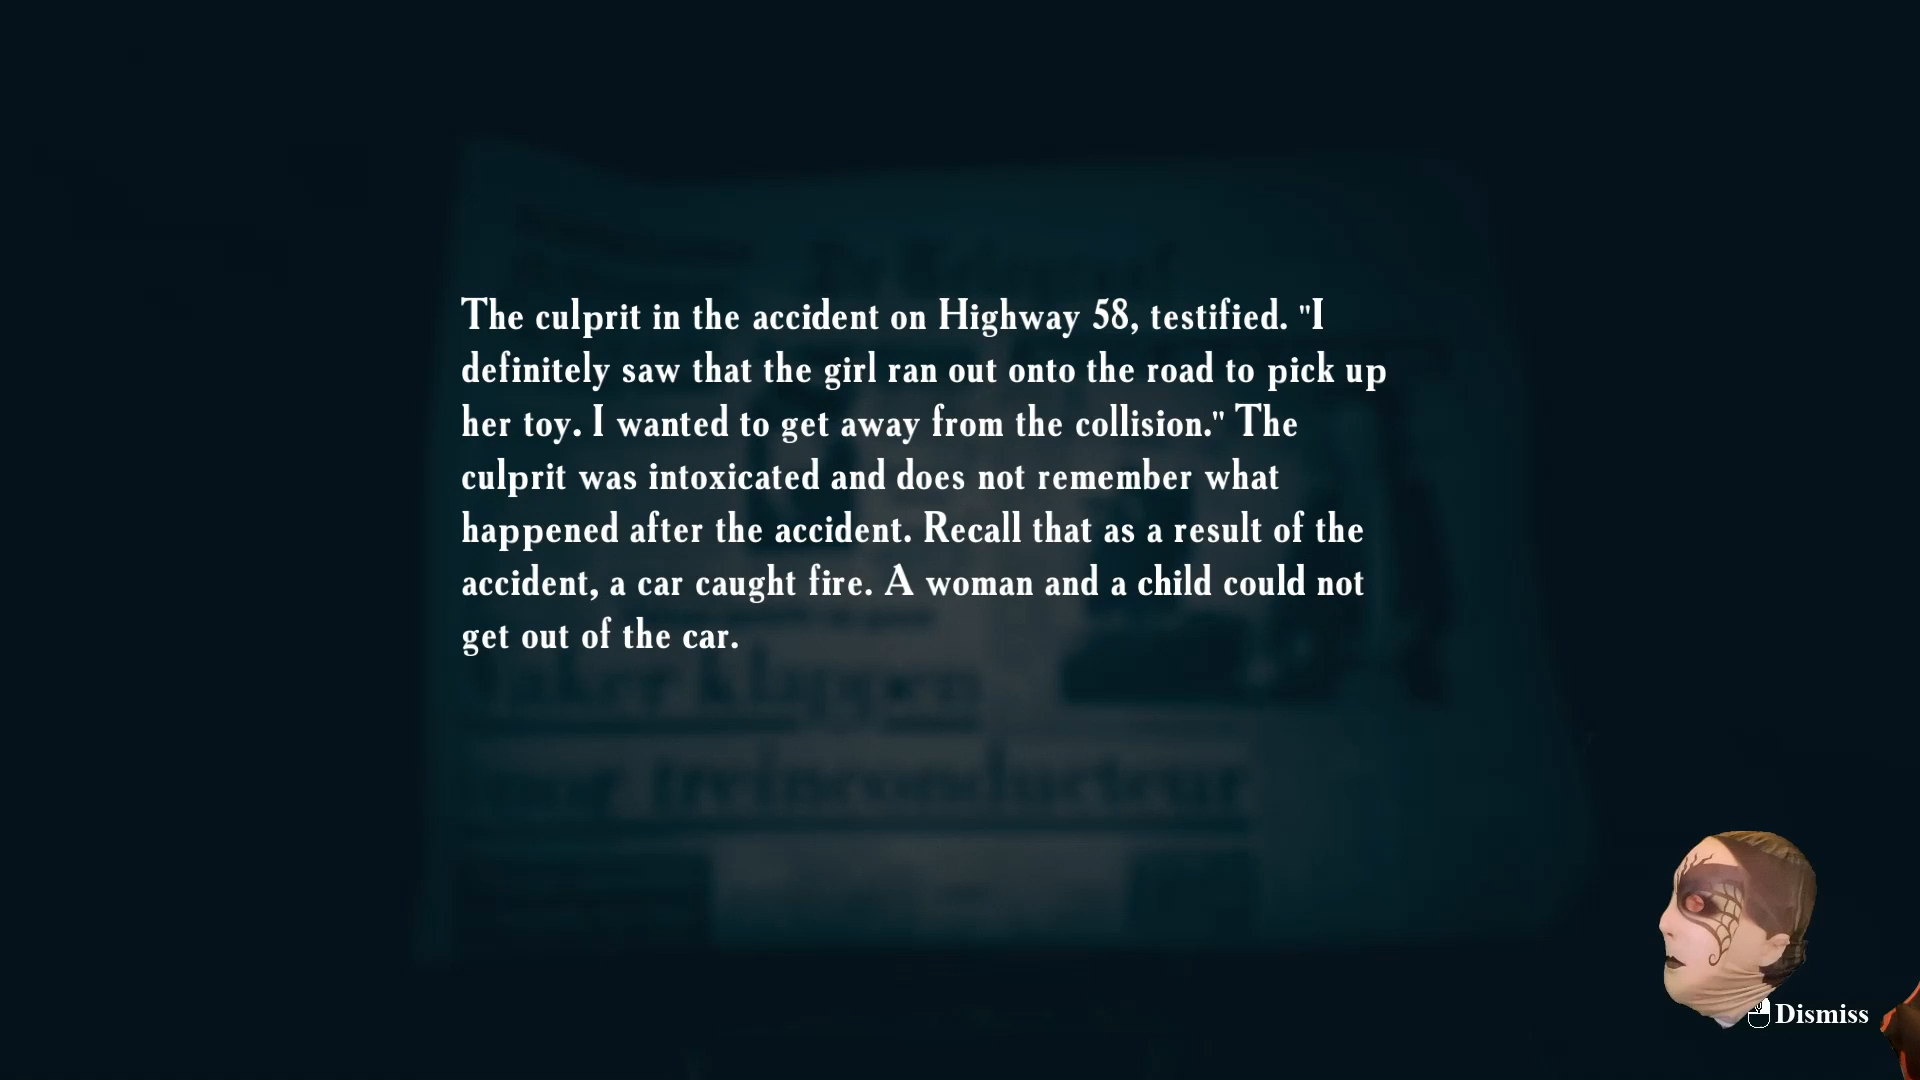 The culprit in the accident on Highway 58, testified. "I
definitely saw that the girl ran out onto the road to pick up
her toy. I wanted to get away from the collision." The
culprit was intoxicated and does not remember what
happened after the accident. Recall that as a result of the
accident, a car caught fire. A woman and a child could not
get out of the car.
Klappen
treinconducteur
Dismiss